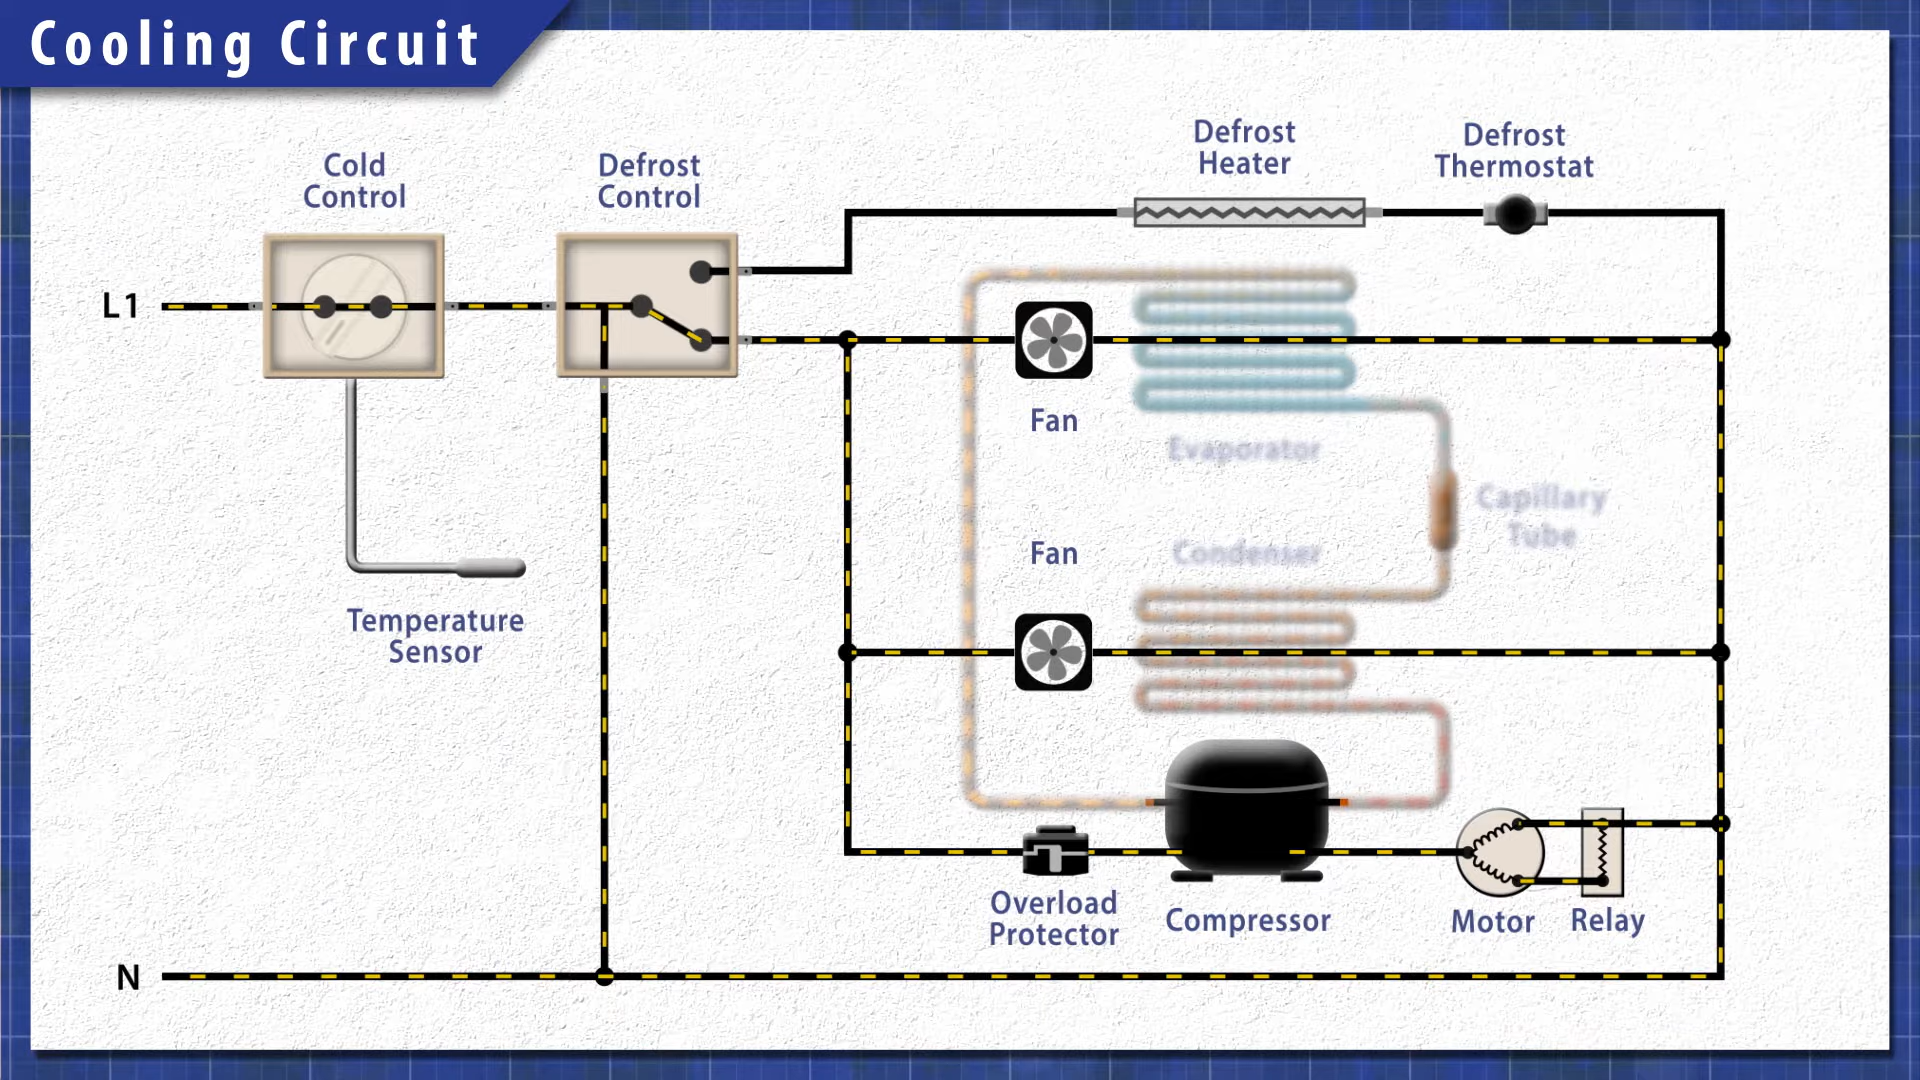 Cooling Circuit
Defrost
Heater
Defrost
Thermostat
Cold
Control
Defrost
Control
L1
Fan
Evaporator
Capillary
Tube
Fan
Condenser
Temperature
Sensor
Overload
Protector
Compressor
Motor
Relay
N